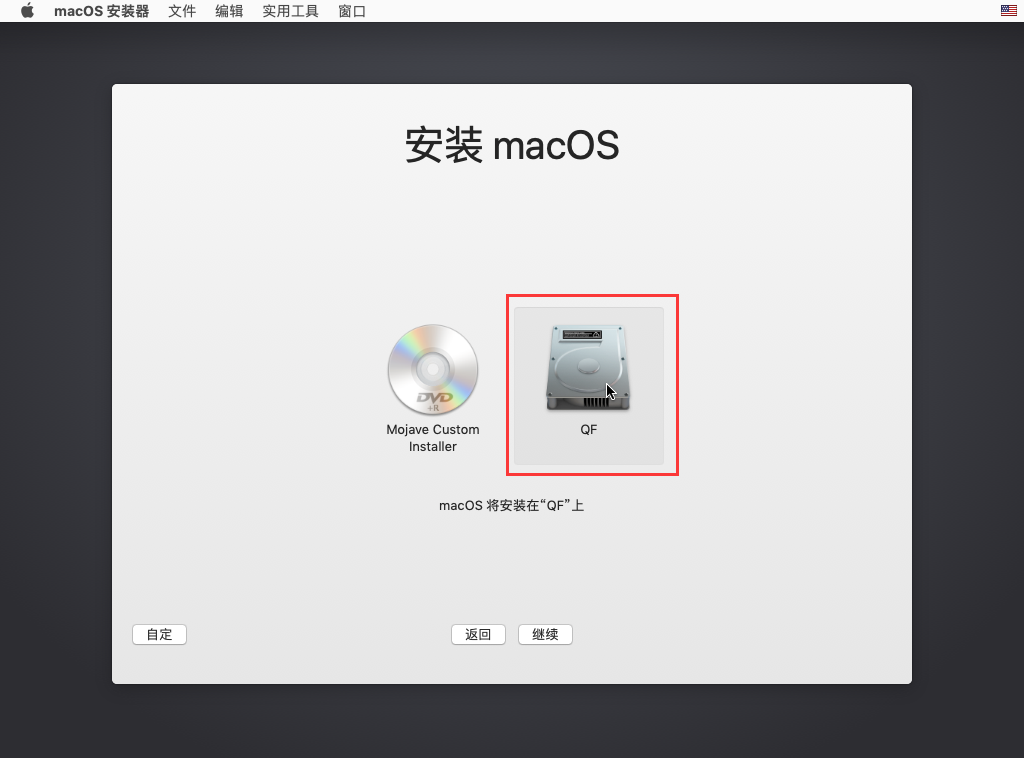 macOS 安装器 文件 编辑 实用工具 窗口
安装 macOS
DVD
+R
Mojave Custom
Installer
QF
macOS 将安装在“QF”上
自定 返回 继续